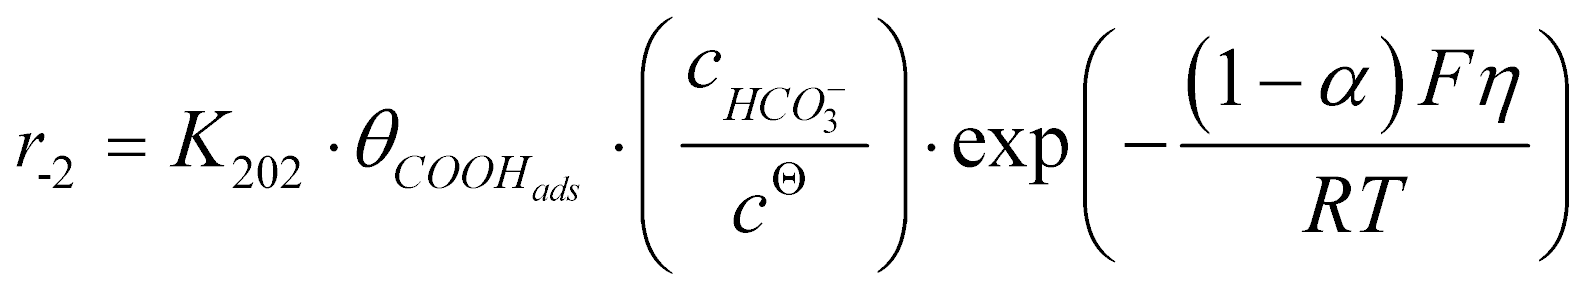 r_{-2} = K_{202} · θ_{COOH_{ads}} · (c_{HCO_3^-} / c^Θ) · exp(−(1−α)Fη / RT)